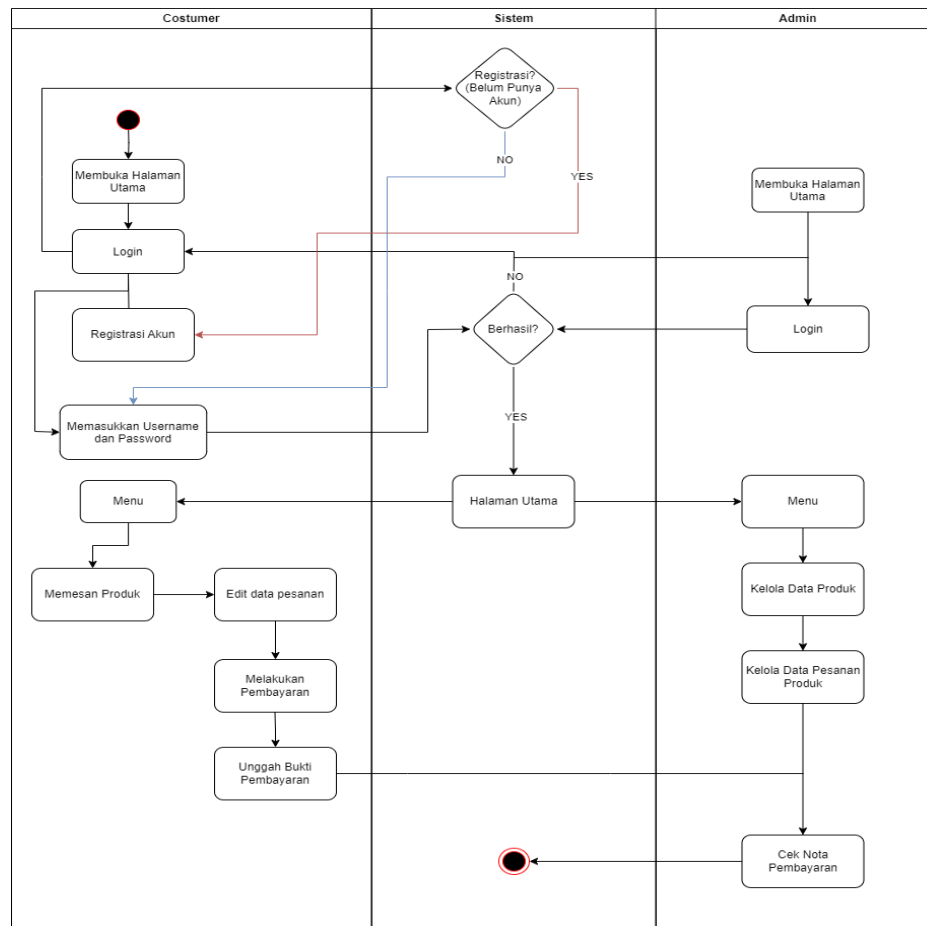 Costumer
Sistem
Admin
Registrasi?
(Belum Punya
Akun)
NO
YES
Membuka Halaman
Utama
Membuka Halaman
Utama
Login
NO
Registrasi Akun
Berhasil?
Login
YES
Memasukkan Username
dan Password
Menu
Halaman Utama
Menu
Memesan Produk
Edit data pesanan
Kelola Data Produk
Melakukan
Pembayaran
Kelola Data Pesanan
Produk
Unggah Bukti
Pembayaran
Cek Nota
Pembayaran